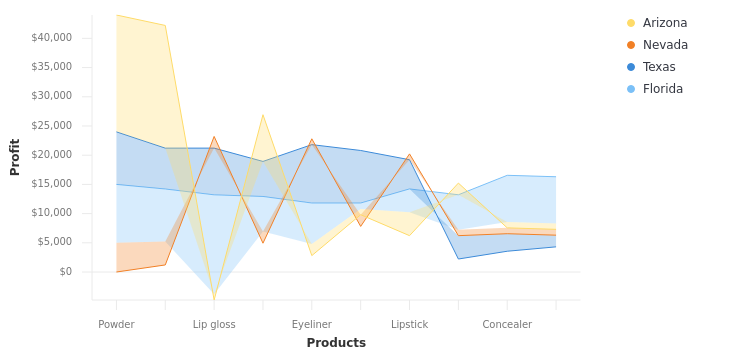 $40,000
$35,000
$30,000
$25,000
$20,000
$15,000
$10,000
$5,000
$0
Profit
Powder
Lip gloss
Eyeliner
Lipstick
Concealer
Products
Arizona
Nevada
Texas
Florida